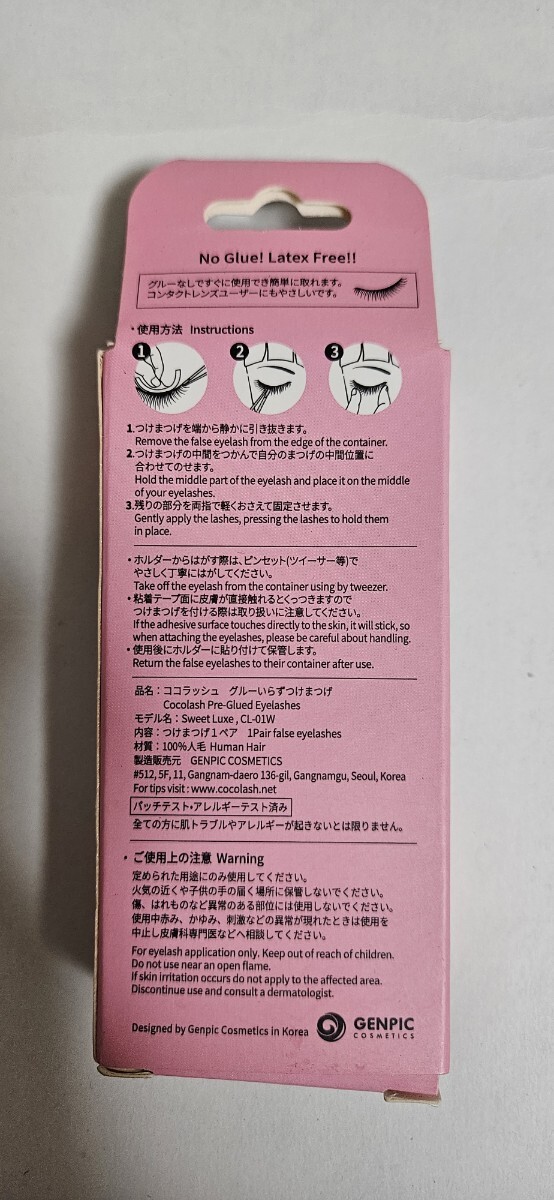 No Glue! Latex Free!!
グルーなしですぐに使用でき簡単に取れます。
コンタクトレンズユーザーにもやさしいです。
・使用方法 Instructions
1 2 3
1.つけまつげを端から静かに引き抜きます。
Remove the false eyelash from the edge of the container.
2.つけまつげの中間をつかんで自分のまつげの中間位置に
合わせてのせます。
Hold the middle part of the eyelash and place it on the middle
of your eyelashes.
3.残りの部分を両指で軽くおさえて固定させます。
Gently apply the lashes, pressing the lashes to hold them
in place.
・ホルダーからはがす際は、ピンセット(ツイーサー等)で
やさしく丁寧にはがしてください。
Take off the eyelash from the container using by tweezer.
・粘着テープ面に皮膚が直接触れるとくっつきますので
つけまつげを付ける際は取り扱いに注意してください。
If the adhesive surface touches directly to the skin, it will stick, so
when attaching the eyelashes, please be careful about handling.
・使用後にホルダーに貼り付けて保管します。
Return the false eyelashes to their container after use.
品名：ココラッシュ グルーいらずつけまつげ
Cocolash Pre-Glued Eyelashes
モデル名：Sweet Luxe , CL-01W
内容：つけまつげ１ペア 1Pair false eyelashes
材質：100%人毛 Human Hair
製造販売元 GENPIC COSMETICS
#512, 5F, 11, Gangnam-daero 136-gil, Gangnamgu, Seoul, Korea
For tips visit : www.cocolash.net
パッチテスト・アレルギーテスト済み
全ての方に肌トラブルやアレルギーが起きないとは限りません。
・ご使用上の注意 Warning
定められた用途にのみ使用してください。
火気の近くや子供の手の届く場所に保管しないでください。
傷、はれものなど異常のある部位には使用しないでください。
使用中赤み、かゆみ、刺激などの異常が現れたときは使用を
中止し皮膚科専門医などへ相談してください。
For eyelash application only. Keep out of reach of children.
Do not use near an open flame.
If skin irritation occurs do not apply to the affected area.
Discontinue use and consult a dermatologist.
Designed by Genpic Cosmetics in Korea
GENPIC
COSMETICS